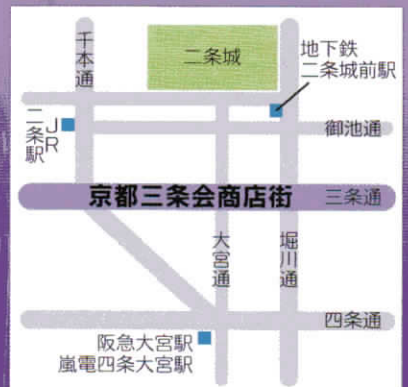 千本通
二条城
地下鉄
二条城前駅
JR
二条駅
御池通
京都三条会商店街
三条通
大宮通
堀川通
四条通
阪急大宮駅
嵐電四条大宮駅